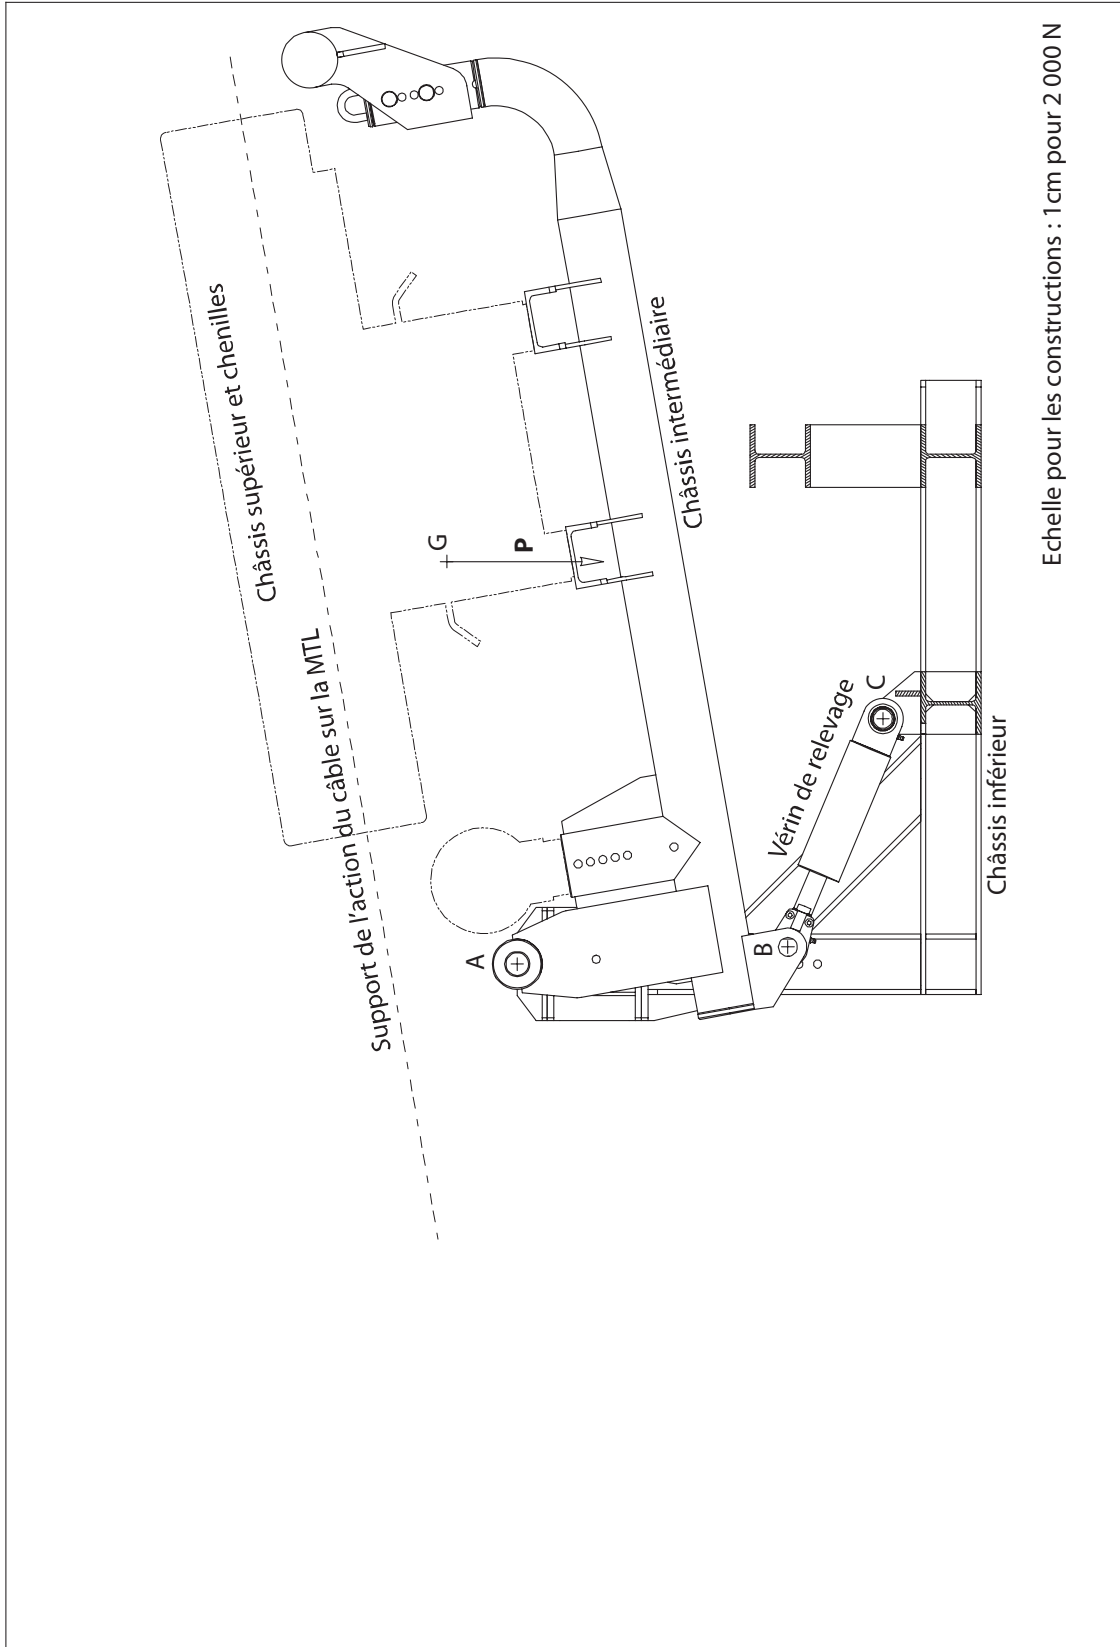 Châssis supérieur et chenilles
Support de l'action du câble sur la MTL
G
P
Châssis intermédiaire
A
B
C
Vérin de relevage
Châssis inférieur
Echelle pour les constructions : 1cm pour 2 000 N